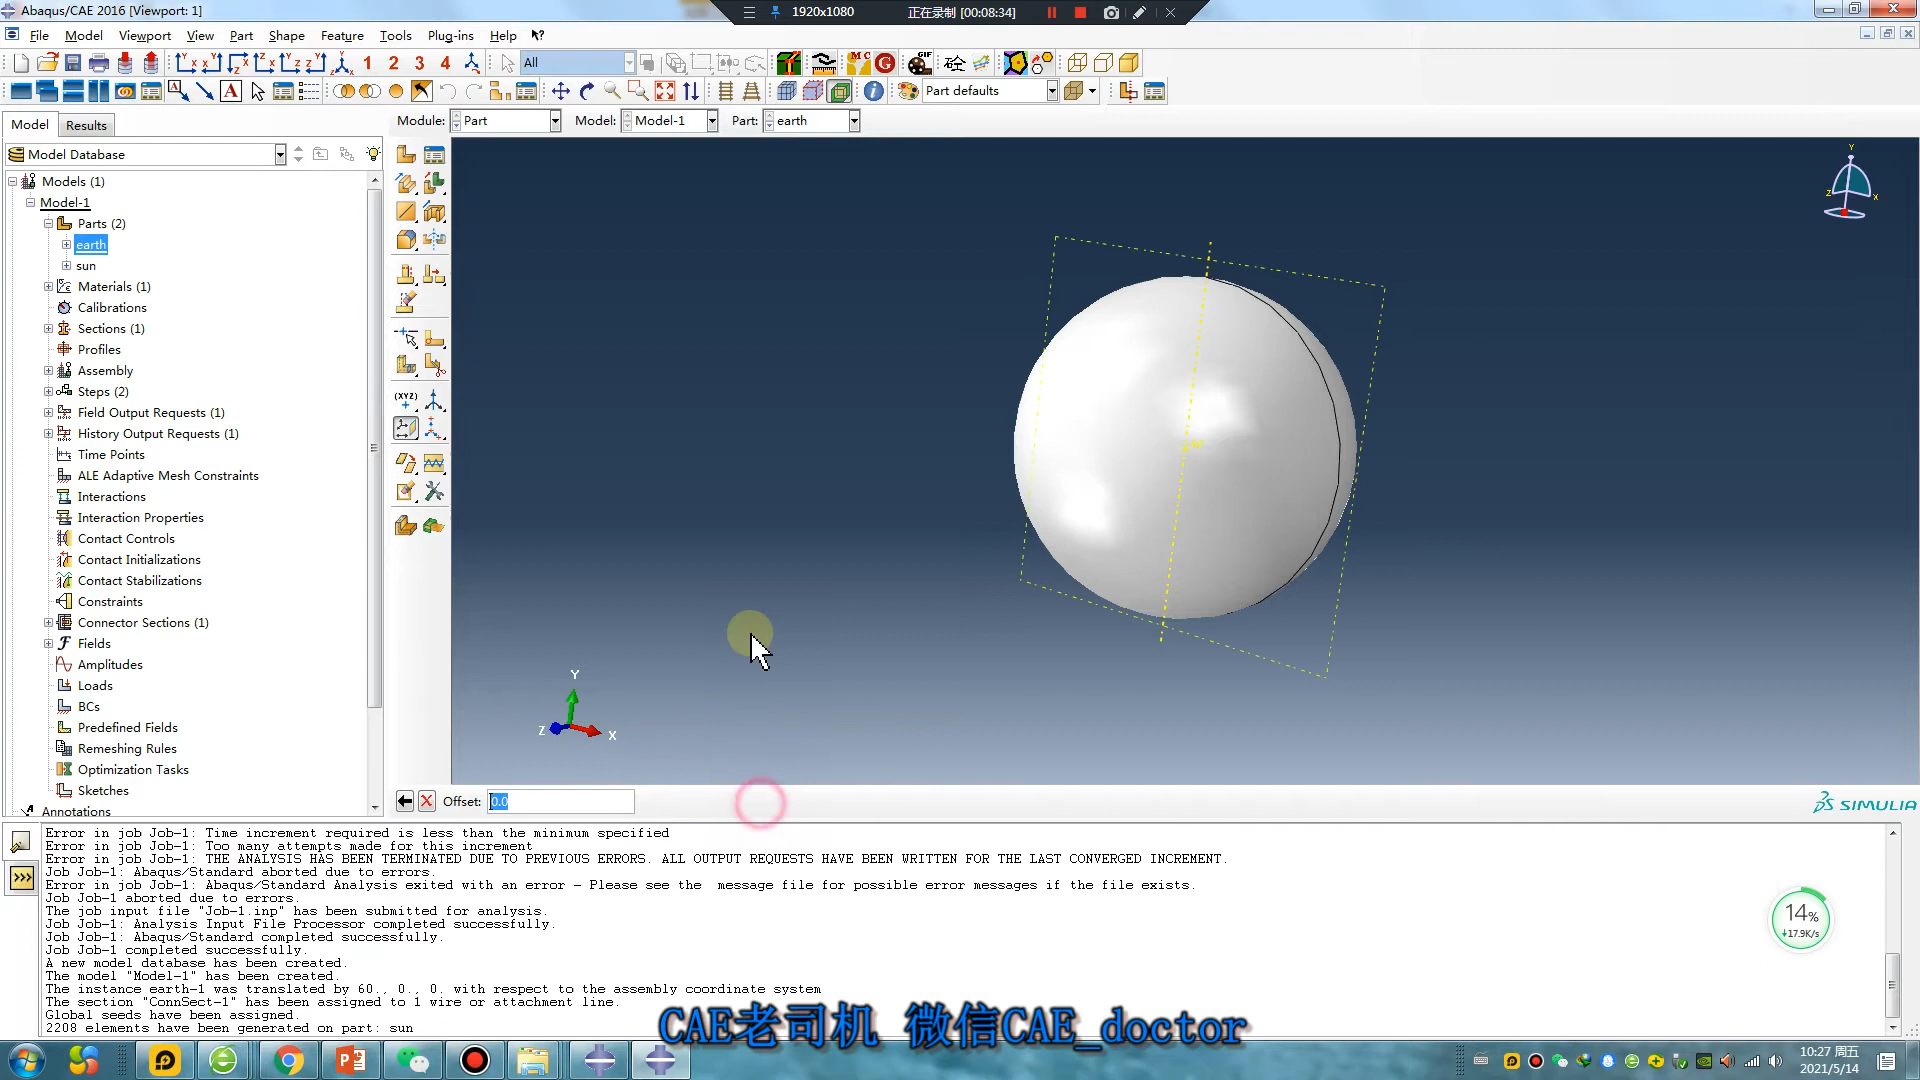 Abaqus/CAE 2016 [Viewport: 1]
1920x1080 正在录制 [00:08:34]
File Model Viewport View Part Shape Feature Tools Plug-ins Help
1 2 3 4 All
Part defaults
Model Results
Module: Part Model: Model-1 Part: earth
Model Database
Models (1)
Model-1
Parts (2)
earth
sun
Materials (1)
Calibrations
Sections (1)
Profiles
Assembly
Steps (2)
Field Output Requests (1)
History Output Requests (1)
Time Points
ALE Adaptive Mesh Constraints
Interactions
Interaction Properties
Contact Controls
Contact Initializations
Contact Stabilizations
Constraints
Connector Sections (1)
Fields
Amplitudes
Loads
BCs
Predefined Fields
Remeshing Rules
Optimization Tasks
Sketches
Annotations
Y
Z X
Y
Z X
Offset: 0.0
SIMULIA
Error in job Job-1: Time increment required is less than the minimum specified
Error in job Job-1: Too many attempts made for this increment
Error in job Job-1: THE ANALYSIS HAS BEEN TERMINATED DUE TO PREVIOUS ERRORS. ALL OUTPUT REQUESTS HAVE BEEN WRITTEN FOR THE LAST CONVERGED INCREMENT.
Job Job-1: Abaqus/Standard aborted due to errors.
Error in job Job-1: Abaqus/Standard Analysis exited with an error - Please see the message file for possible error messages if the file exists.
Job Job-1 aborted due to errors.
The job input file "Job-1.inp" has been submitted for analysis.
Job Job-1: Analysis Input File Processor completed successfully.
Job Job-1: Abaqus/Standard completed successfully.
Job Job-1 completed successfully.
A new model database has been created.
The model "Model-1" has been created.
The instance earth-1 was translated by 60., 0., 0. with respect to the assembly coordinate system
The section "ConnSect-1" has been assigned to 1 wire or attachment line.
Global seeds have been assigned.
2208 elements have been generated on part: sun
14%
↓17.9K/s
CAE老司机 微信CAE_doctor
10:27 周五
2021/5/14